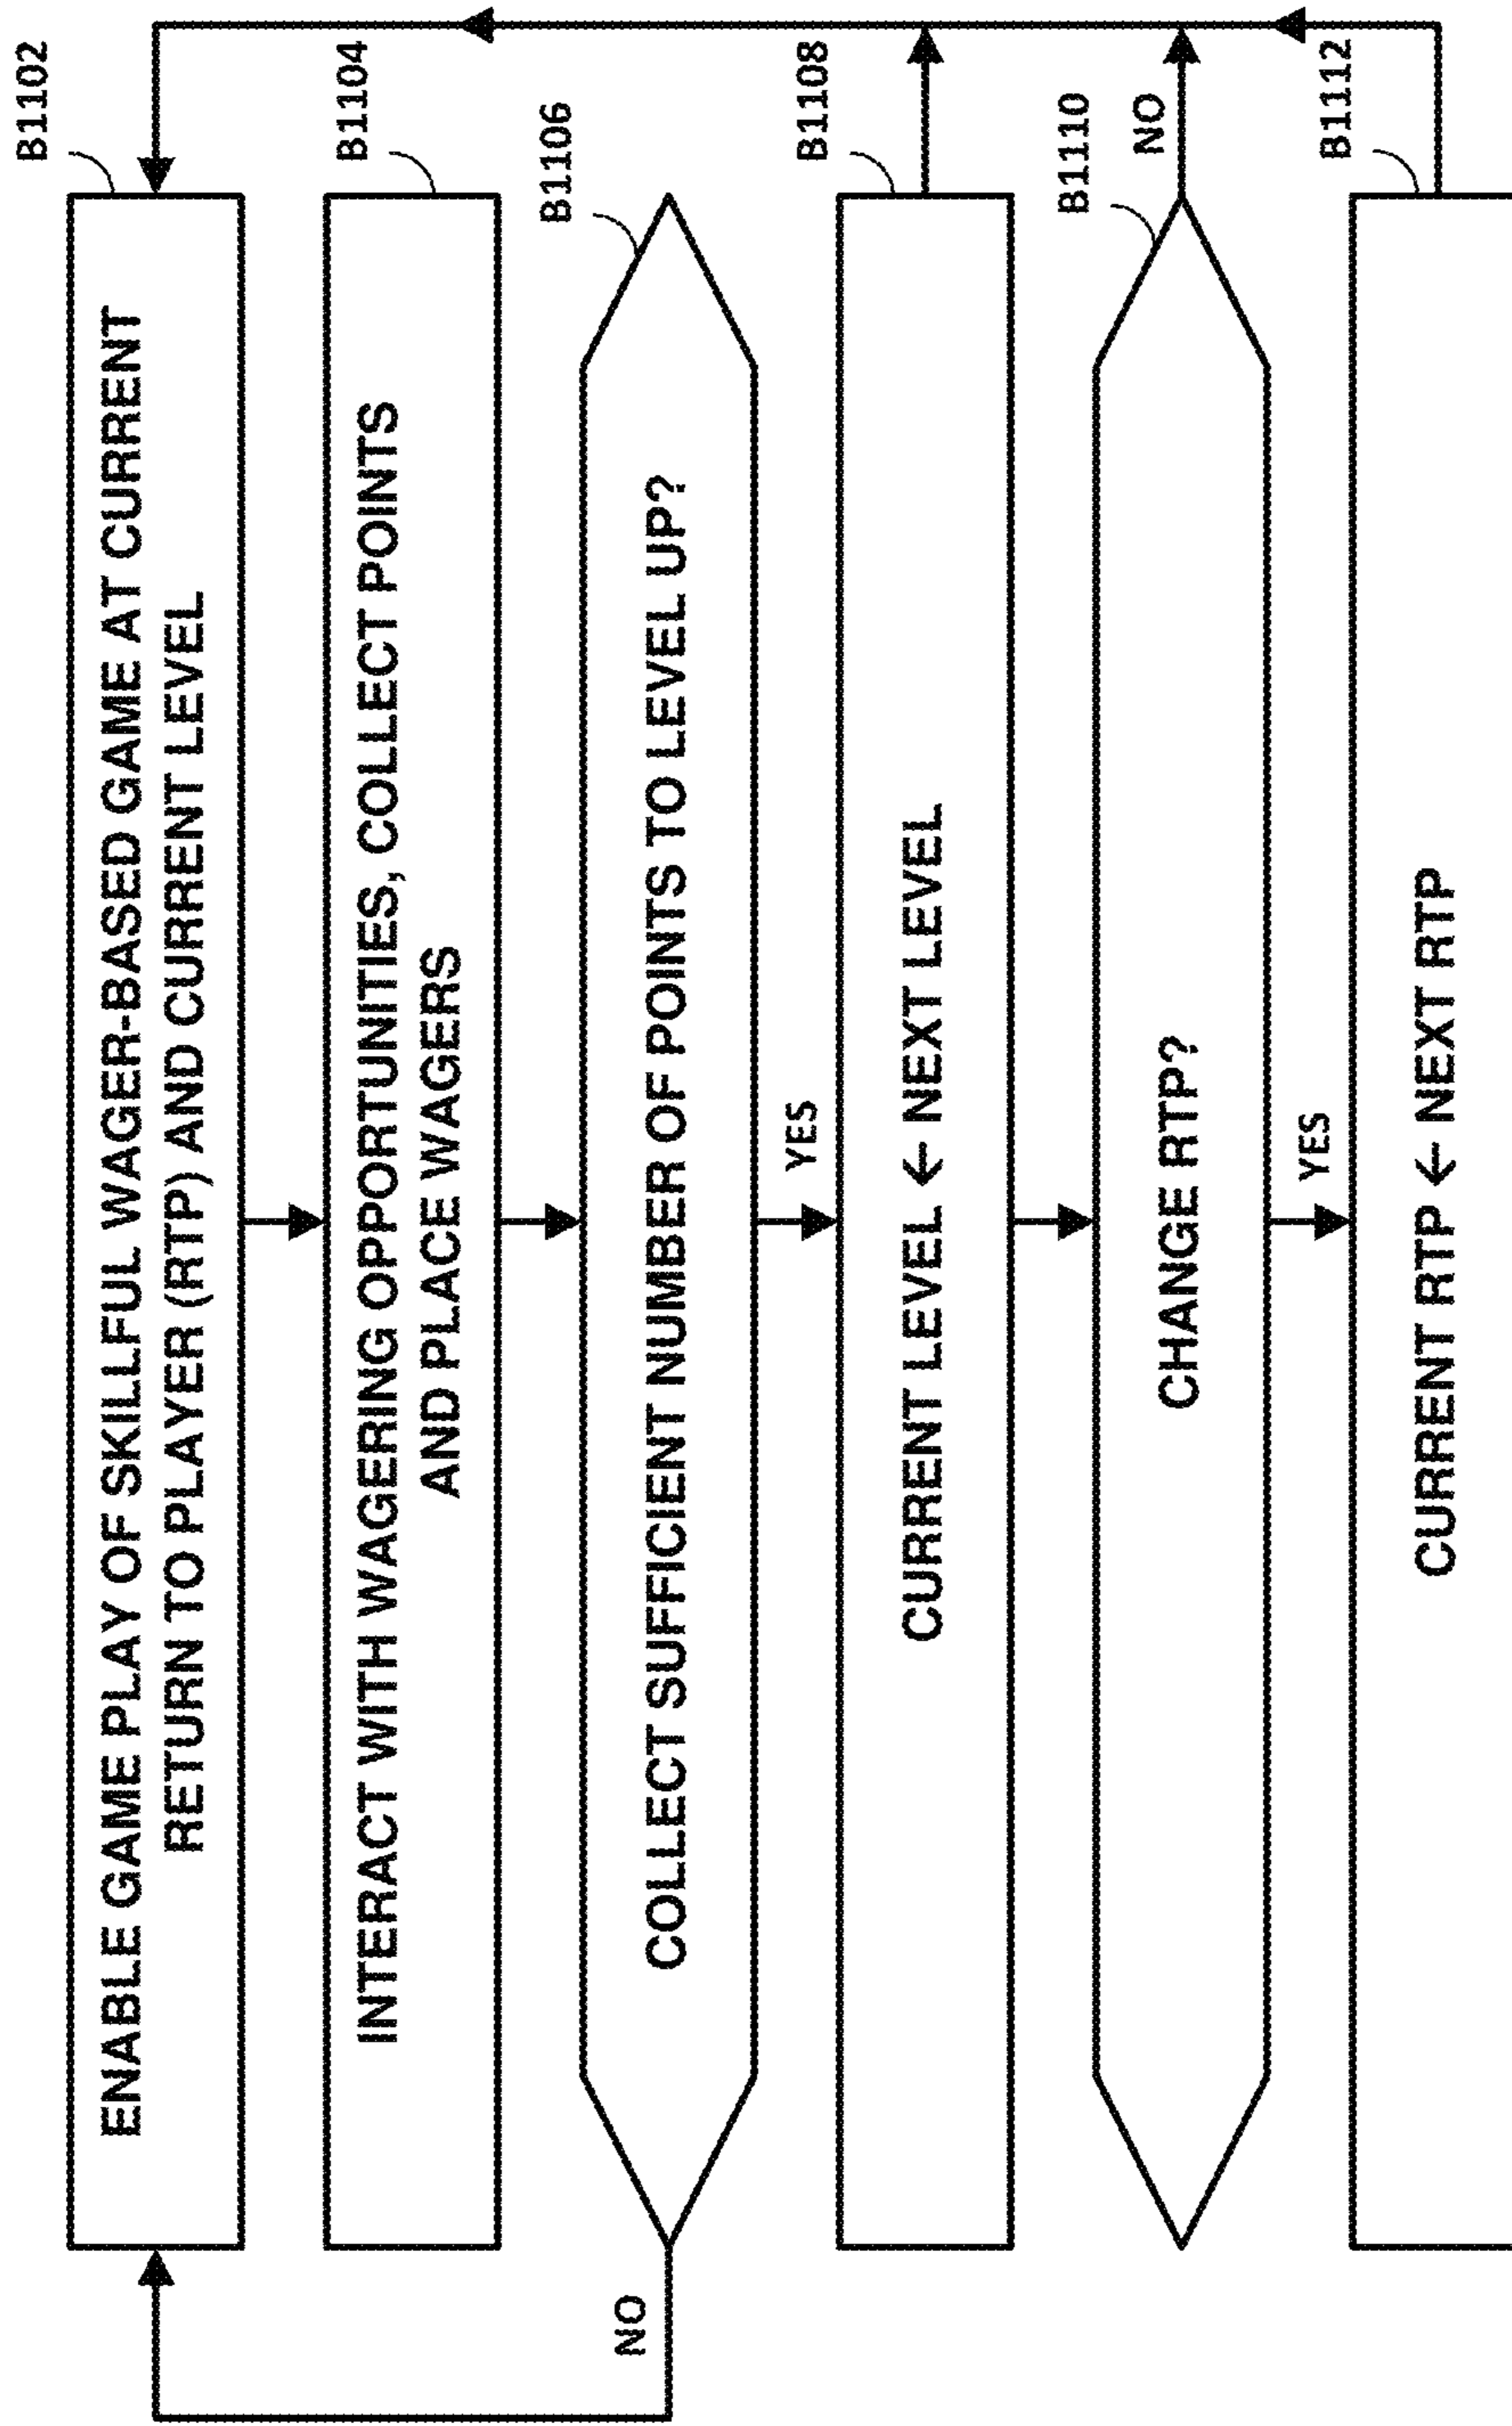 B1102
ENABLE GAME PLAY OF SKILLFUL WAGER-BASED GAME AT CURRENT
RETURN TO PLAYER (RTP) AND CURRENT LEVEL
B1104
INTERACT WITH WAGERING OPPORTUNITIES, COLLECT POINTS
AND PLACE WAGERS
B1106
COLLECT SUFFICIENT NUMBER OF POINTS TO LEVEL UP?
NO
YES
B1108
CURRENT LEVEL ← NEXT LEVEL
B1110
CHANGE RTP?
NO
YES
B1112
CURRENT RTP ← NEXT RTP